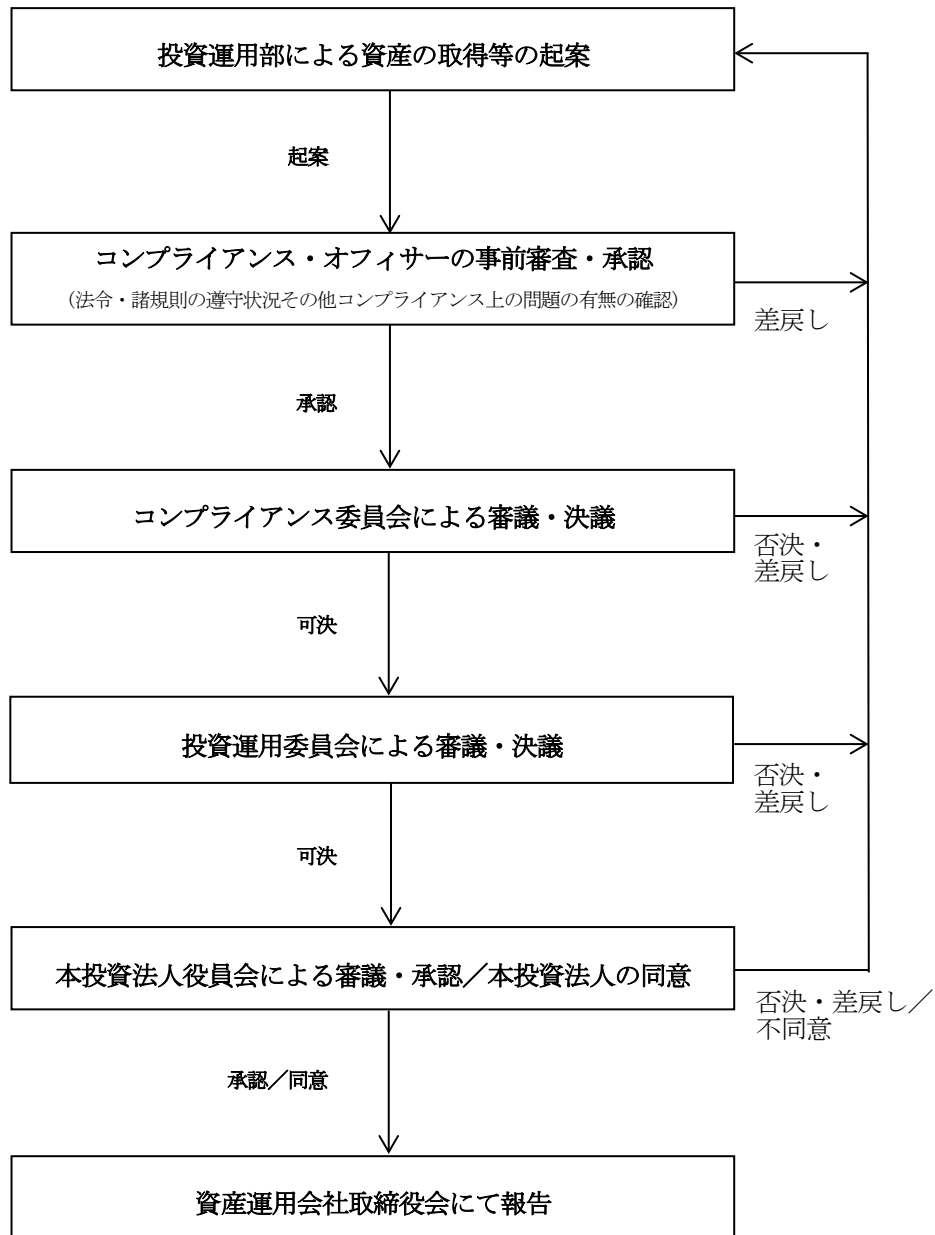 投資運用部による資産の取得等の起案
起案
コンプライアンス・オフィサーの事前審査・承認
（法令・諸規則の遵守状況その他コンプライアンス上の問題の有無の確認）
差戻し
承認
コンプライアンス委員会による審議・決議
否決・
差戻し
可決
投資運用委員会による審議・決議
否決・
差戻し
可決
本投資法人役員会による審議・承認／本投資法人の同意
否決・差戻し／
不同意
承認／同意
資産運用会社取締役会にて報告